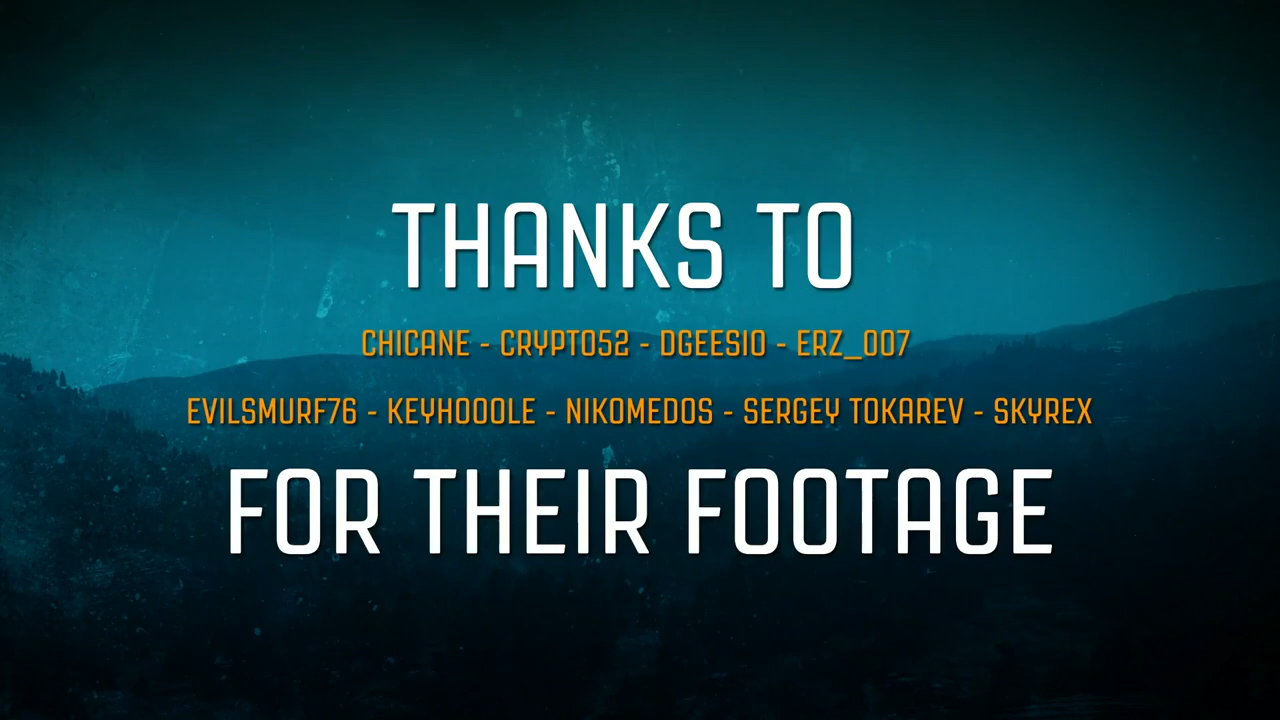 THANKS TO
CHICANE - CRYPTO52 - DGEESIO - ERZ_007
EVILSMURF76 - KEYHOOOLE - NIKOMEDOS - SERGEY TOKAREV - SKYREX
FOR THEIR FOOTAGE